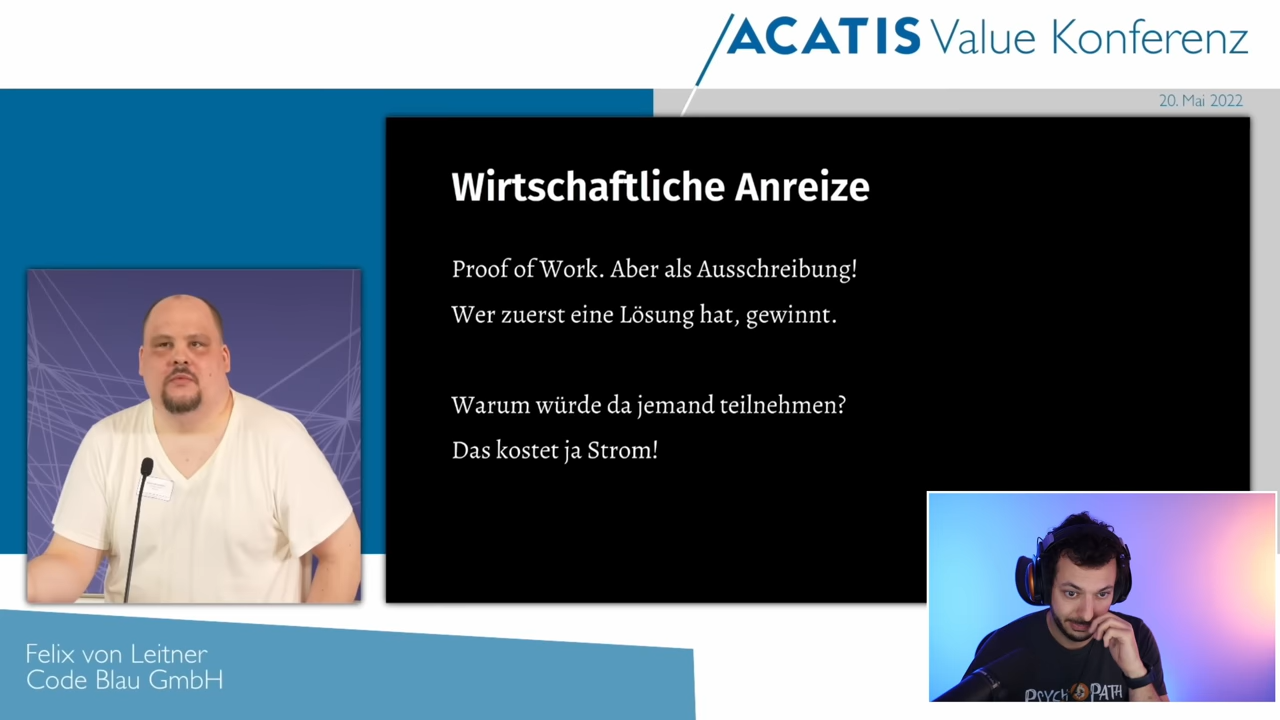 ACATIS Value Konferenz
20. Mai 2022
Wirtschaftliche Anreize
Proof of Work. Aber als Ausschreibung!
Wer zuerst eine Lösung hat, gewinnt.
Warum würde da jemand teilnehmen?
Das kostet ja Strom!
Felix von Leitner
Code Blau GmbH
PSYCH PATH